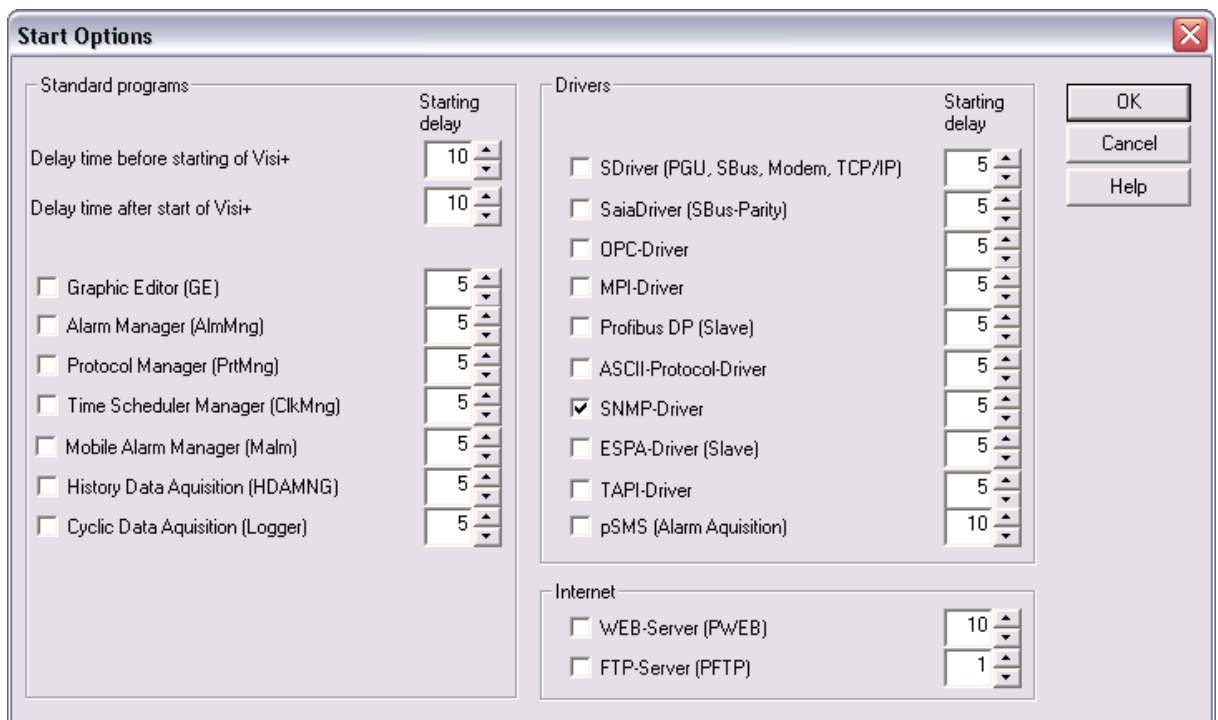 Start Options
Standard programs
Starting
delay
Delay time before starting of Visi+ 10
Delay time after start of Visi+ 10
Graphic Editor (GE) 5
Alarm Manager (AlmMng) 5
Protocol Manager (PrtMng) 5
Time Scheduler Manager (ClkMng) 5
Mobile Alarm Manager (Malm) 5
History Data Aquisition (HDAMNG) 5
Cyclic Data Aquisition (Logger) 5
Drivers
Starting
delay
SDriver (PGU, SBus, Modem, TCP/IP) 5
SaiaDriver (SBus-Parity) 5
OPC-Driver 5
MPI-Driver 5
Profibus DP (Slave) 5
ASCII-Protocol-Driver 5
SNMP-Driver 5
ESPA-Driver (Slave) 5
TAPI-Driver 5
pSMS (Alarm Aquisition) 10
Internet
WEB-Server (PWEB) 10
FTP-Server (PFTP) 1
OK
Cancel
Help